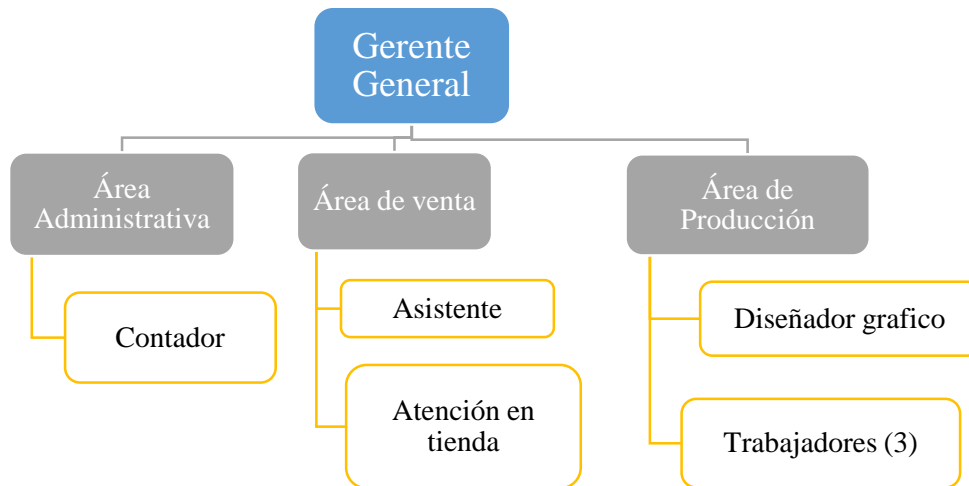 Gerente
General
Área
Administrativa
Área de venta
Área de
Producción
Contador
Asistente
Atención en
tienda
Diseñador grafico
Trabajadores (3)